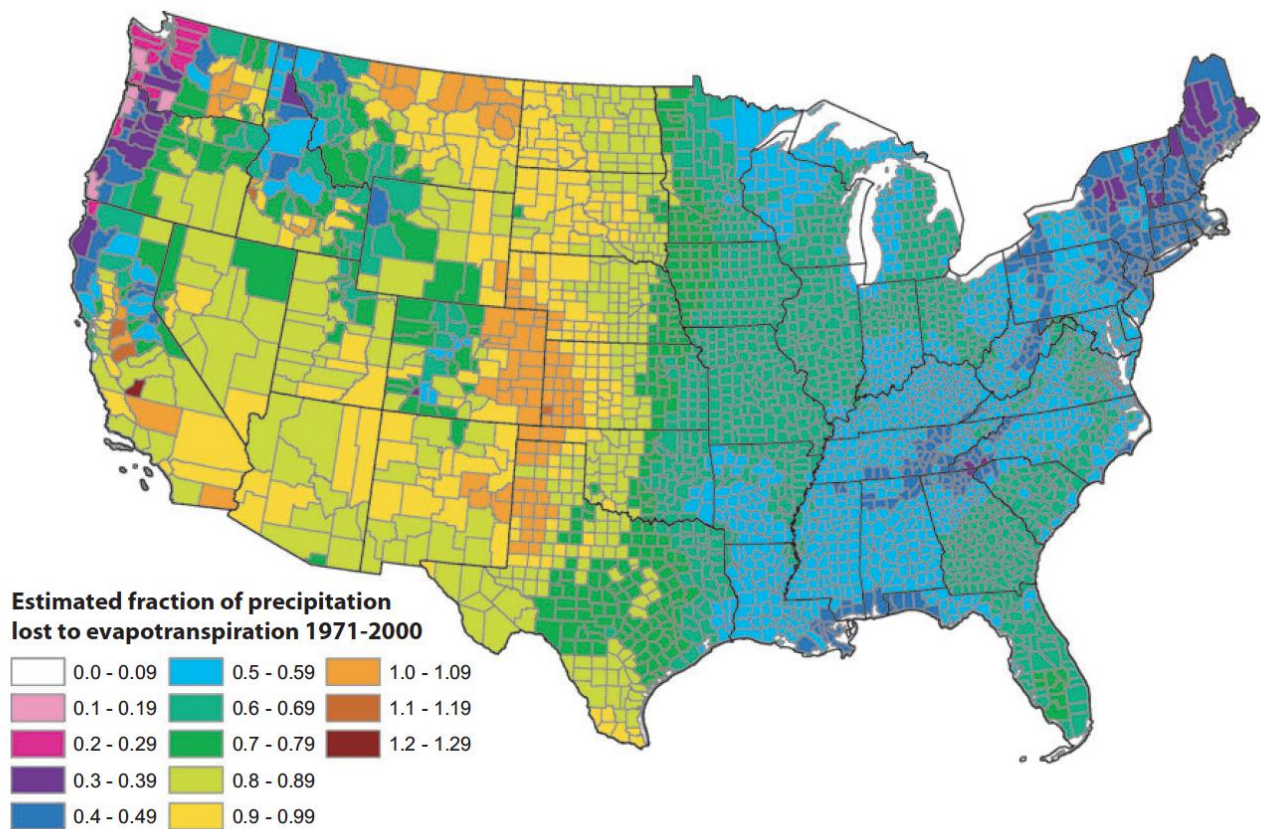 Estimated fraction of precipitation
lost to evapotranspiration 1971-2000
0.0 - 0.09
0.1 - 0.19
0.2 - 0.29
0.3 - 0.39
0.4 - 0.49
0.5 - 0.59
0.6 - 0.69
0.7 - 0.79
0.8 - 0.89
0.9 - 0.99
1.0 - 1.09
1.1 - 1.19
1.2 - 1.29